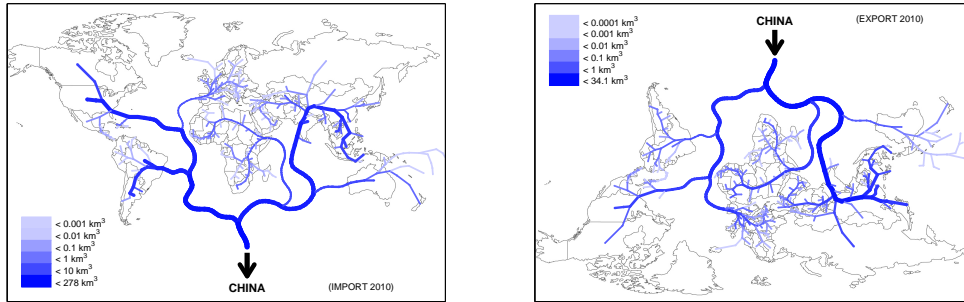 < 0.001 km³
< 0.01 km³
< 0.1 km³
< 1 km³
< 10 km³
< 278 km³
CHINA
(IMPORT 2010)
CHINA
(EXPORT 2010)
< 0.0001 km³
< 0.001 km³
< 0.01 km³
< 0.1 km³
< 1 km³
< 34.1 km³